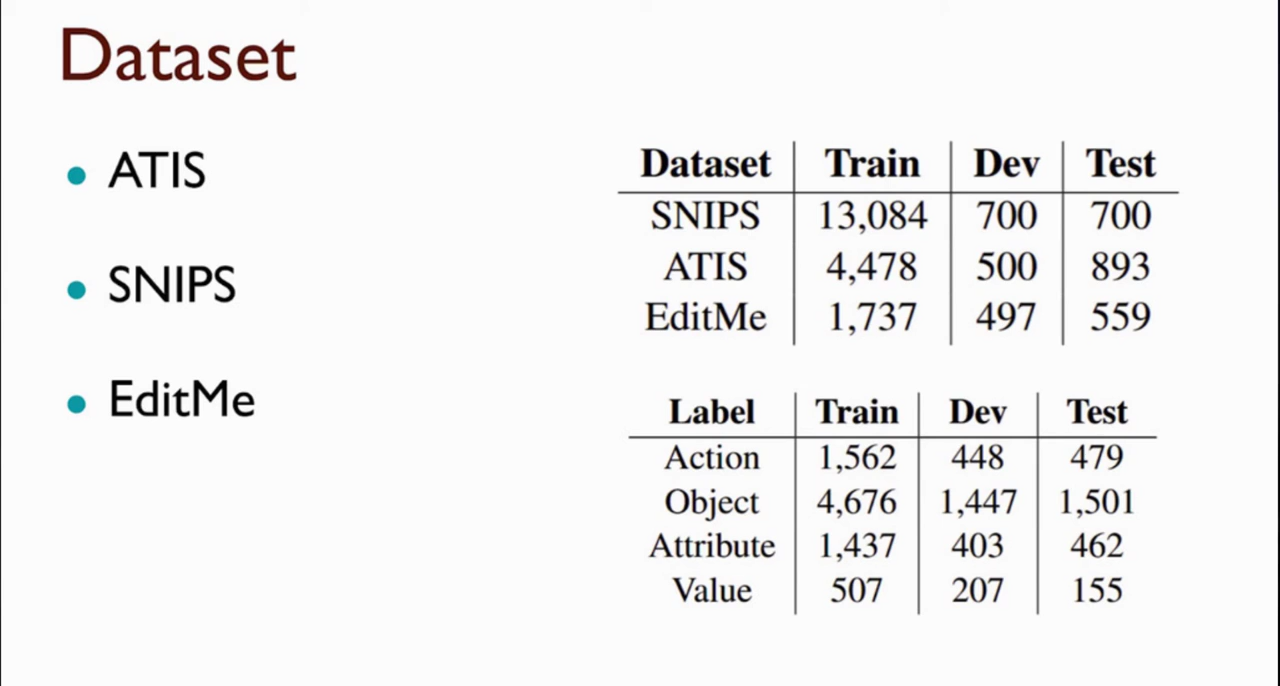 Dataset
ATIS
SNIPS
EditMe
Dataset Train Dev Test
SNIPS 13,084 700 700
ATIS 4,478 500 893
EditMe 1,737 497 559
Label Train Dev Test
Action 1,562 448 479
Object 4,676 1,447 1,501
Attribute 1,437 403 462
Value 507 207 155